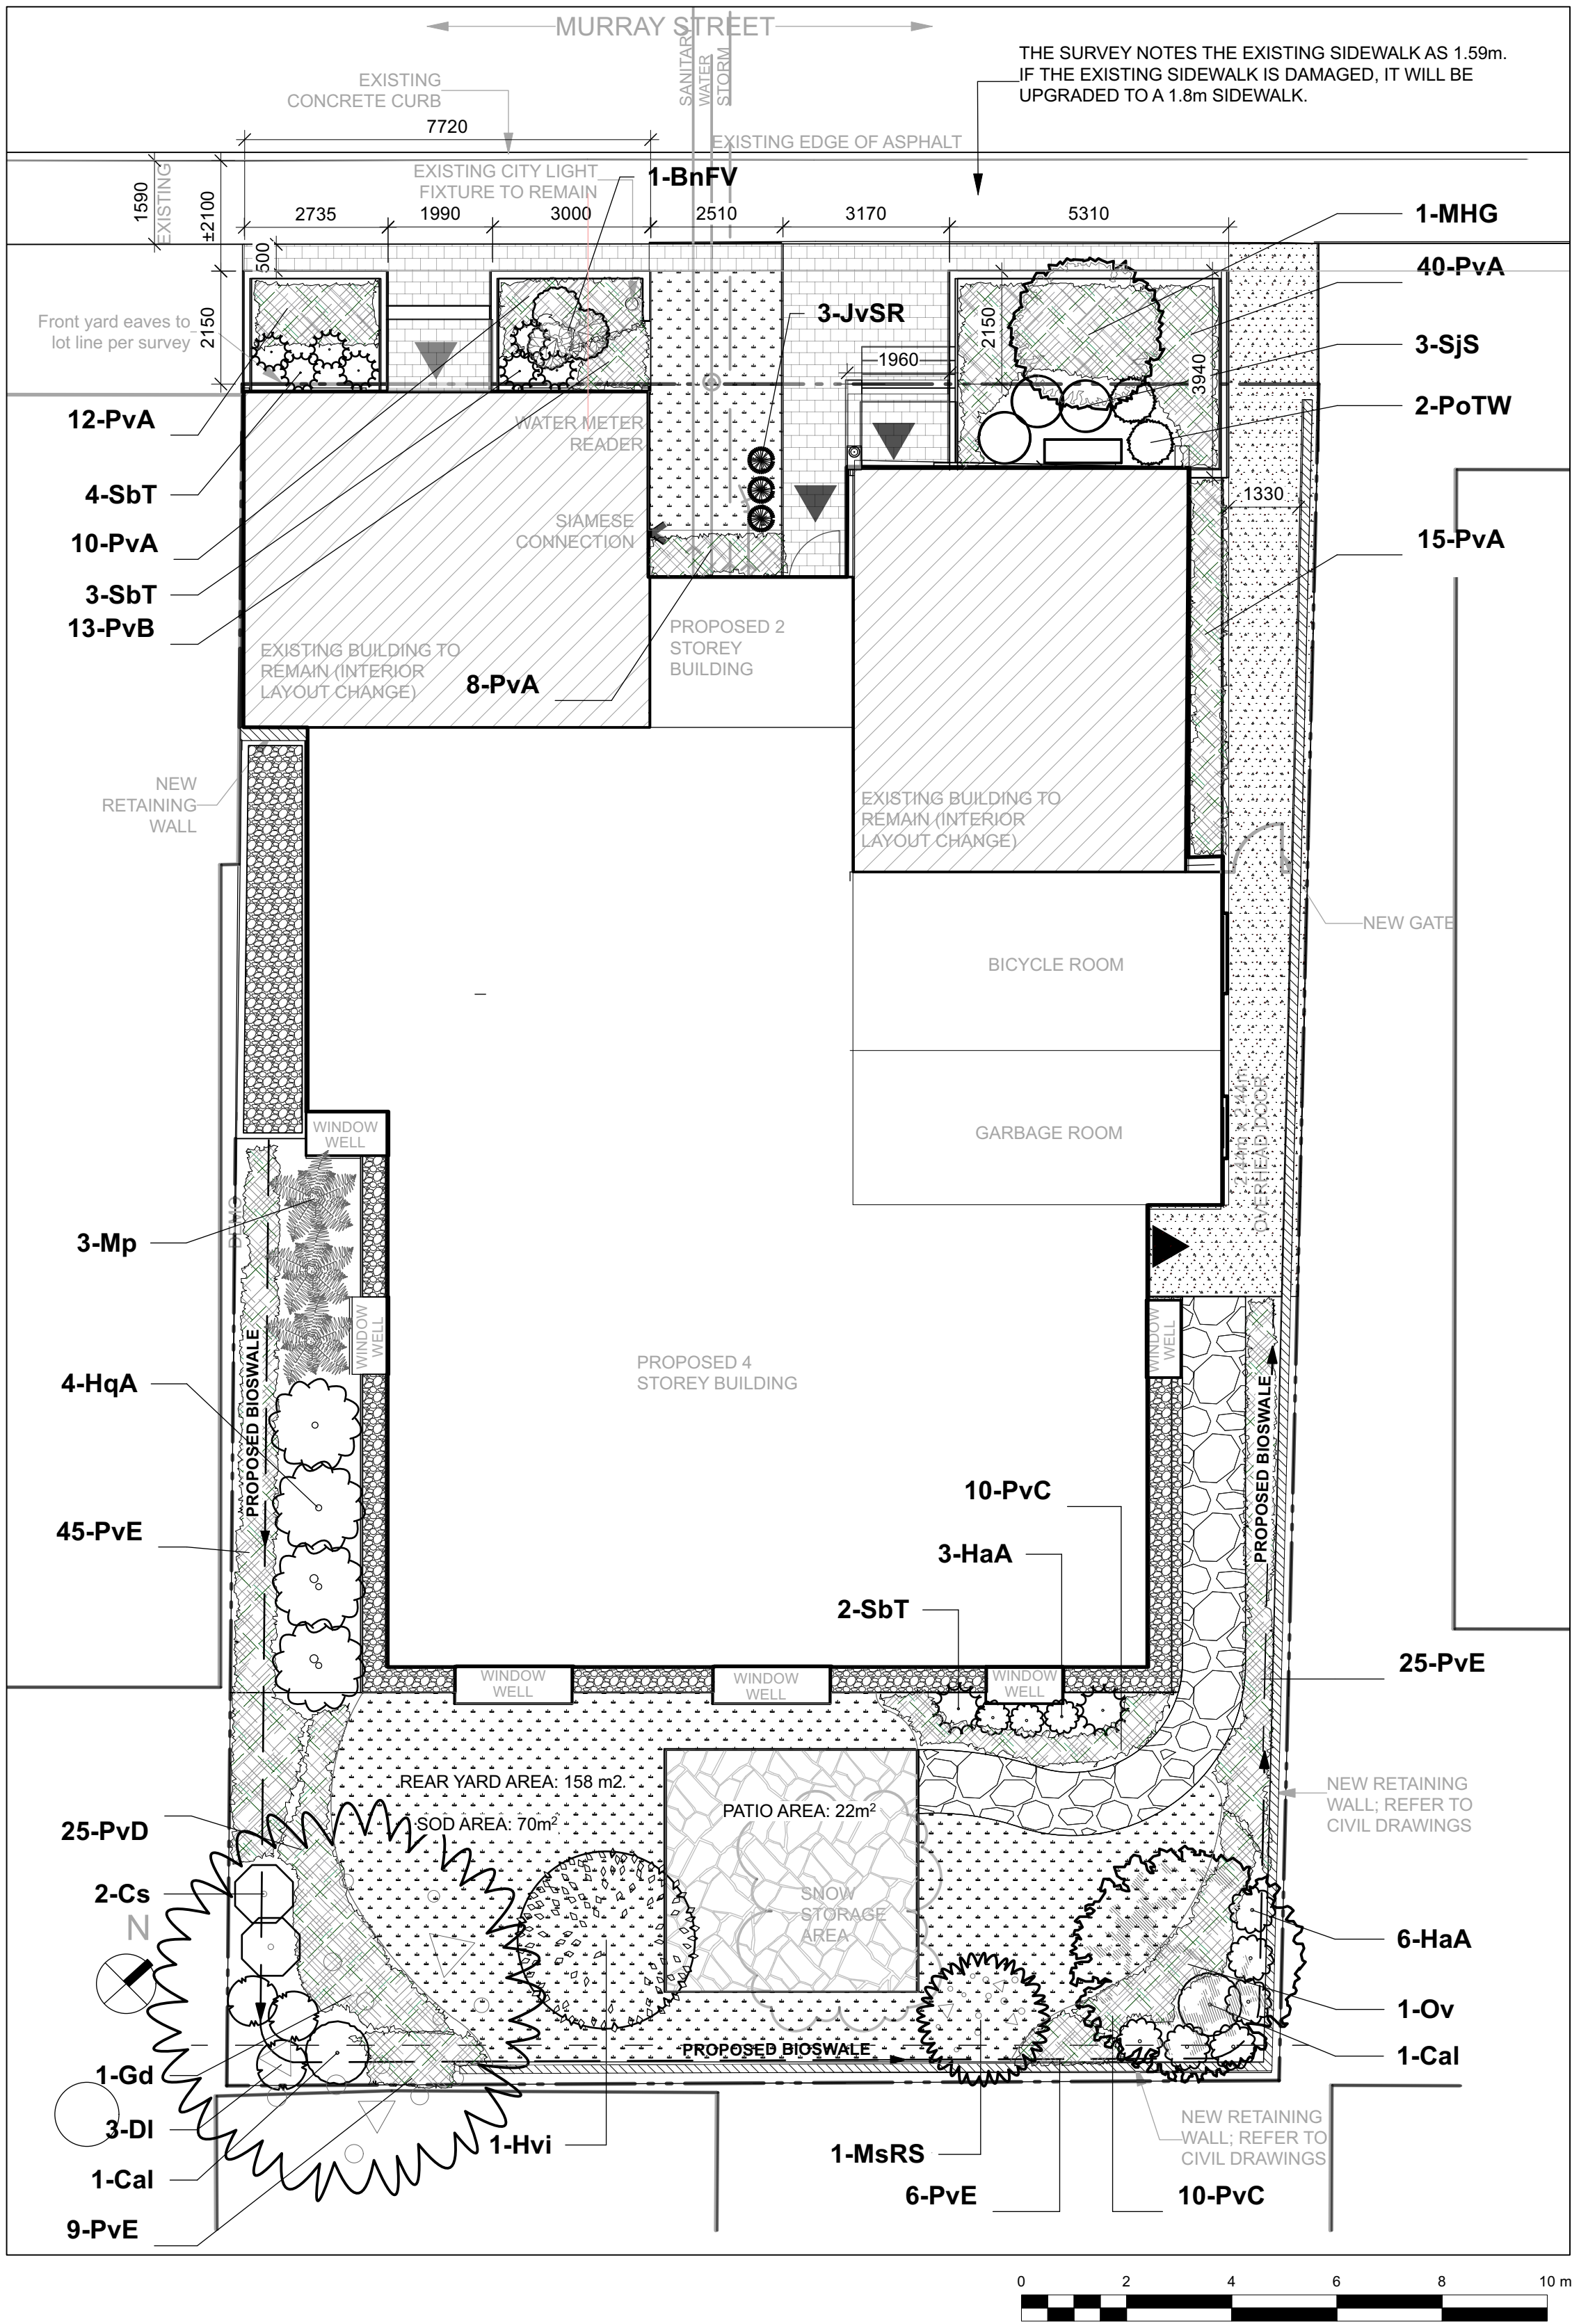 MURRAY STREET
SANITARY
WATER
STORM
THE SURVEY NOTES THE EXISTING SIDEWALK AS 1.59m.
IF THE EXISTING SIDEWALK IS DAMAGED, IT WILL BE
UPGRADED TO A 1.8m SIDEWALK.
EXISTING
CONCRETE CURB
7720
EXISTING EDGE OF ASPHALT
EXISTING CITY LIGHT
FIXTURE TO REMAIN
1-BnFV
1590
EXISTING
±2100
2735
1990
3000
2510
3170
5310
1-MHG
500
40-PvA
2150
Front yard eaves to
lot line per survey
3-JvSR
2150
3-SjS
1960
3940
2-PoTW
12-PvA
WATER METER
READER
4-SbT
1330
SIAMESE
CONNECTION
10-PvA
15-PvA
3-SbT
13-PvB
PROPOSED 2
STOREY
BUILDING
EXISTING BUILDING TO
REMAIN (INTERIOR
LAYOUT CHANGE)
8-PvA
NEW
RETAINING
WALL
EXISTING BUILDING TO
REMAIN (INTERIOR
LAYOUT CHANGE)
NEW GATE
BICYCLE ROOM
2.44m x 2.44m
OVERHEAD DOOR
WINDOW
WELL
GARBAGE ROOM
3-Mp
WINDOW
WELL
WINDOW
WELL
PROPOSED BIOSWALE
4-HqA
PROPOSED 4
STOREY BUILDING
PROPOSED BIOSWALE
10-PvC
45-PvE
3-HaA
2-SbT
25-PvE
WINDOW
WELL
WINDOW
WELL
WINDOW
WELL
REAR YARD AREA: 158 m2.
SOD AREA: 70m²
PATIO AREA: 22m²
NEW RETAINING
WALL; REFER TO
CIVIL DRAWINGS
25-PvD
2-Cs
N
SNOW
STORAGE
AREA
6-HaA
1-Ov
PROPOSED BIOSWALE
1-Cal
1-Gd
3-Dl
1-Hvi
1-MsRS
NEW RETAINING
WALL; REFER TO
CIVIL DRAWINGS
1-Cal
6-PvE
10-PvC
9-PvE
0 2 4 6 8 10 m